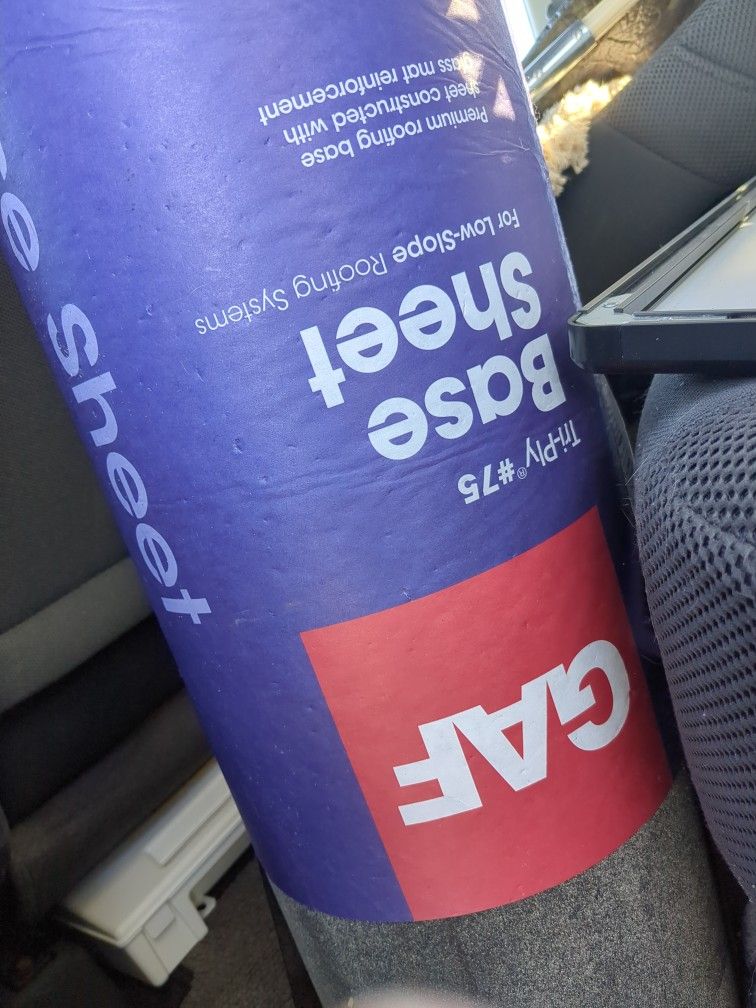 GAF
Tri-Ply® #75
Base
Sheet
For Low-Slope Roofing Systems
Premium roofing base
sheet constructed with
glass mat reinforcement
Sheet